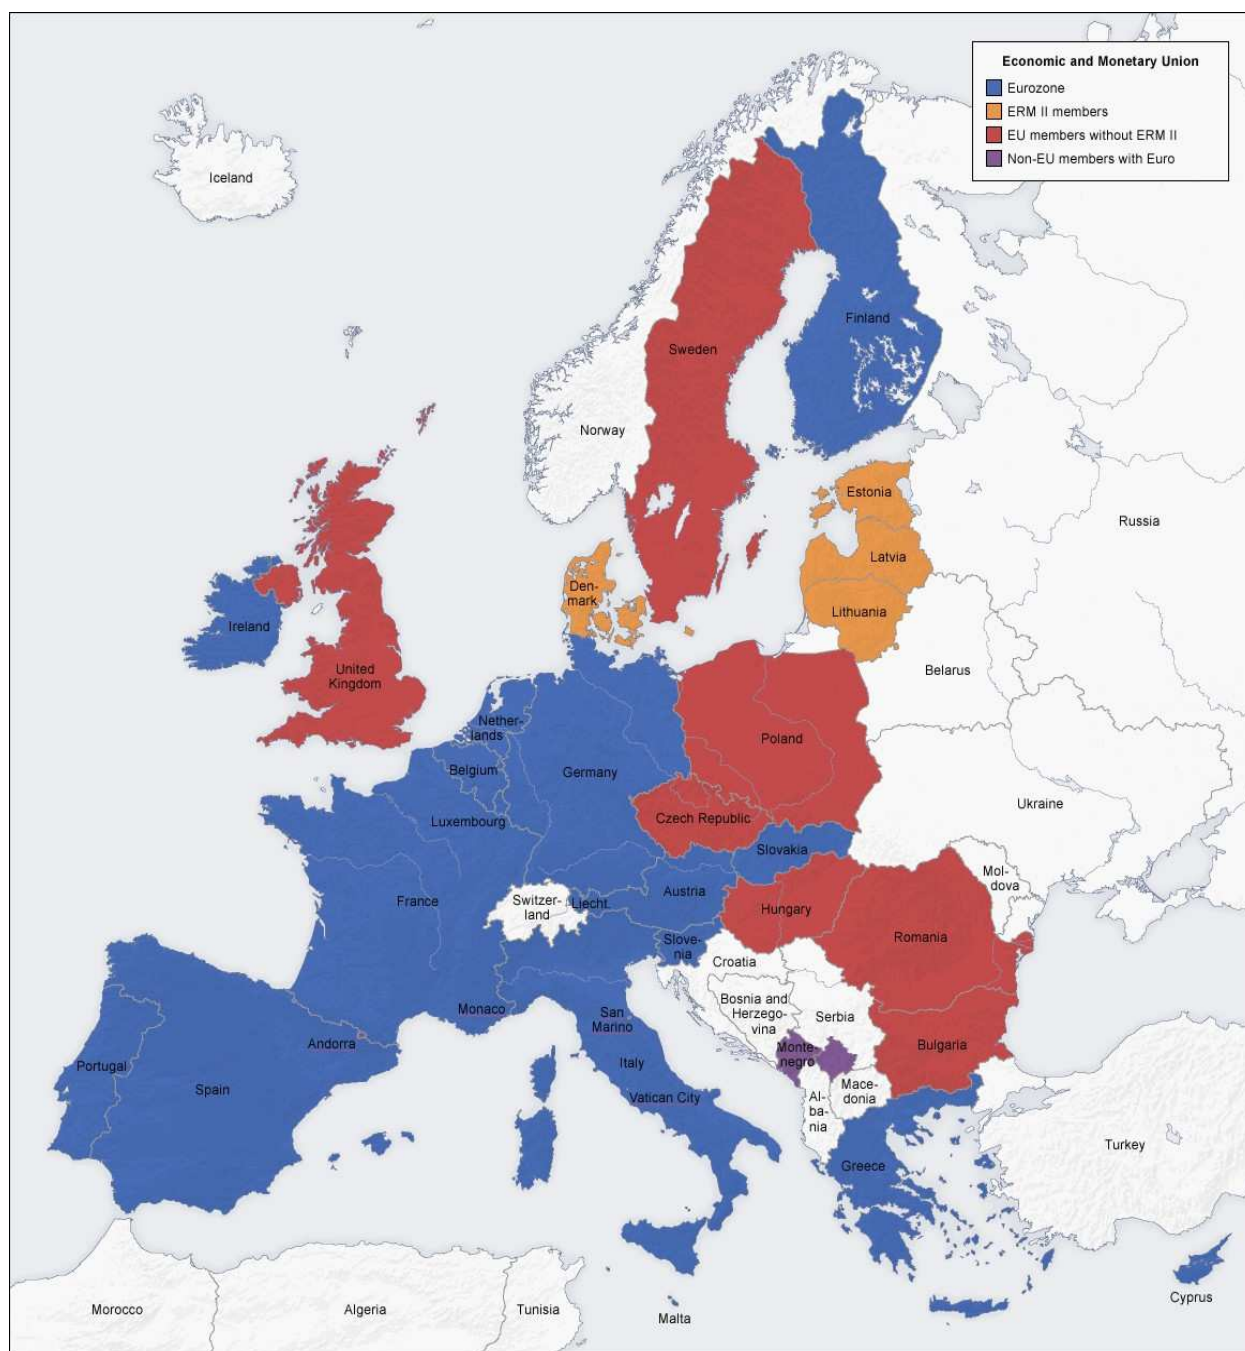 Economic and Monetary Union
Eurozone
ERM II members
EU members without ERM II
Non-EU members with Euro
Iceland
Finland
Sweden
Norway
Estonia
Russia
Latvia
Den-
mark
Lithuania
Ireland
United
Kingdom
Belarus
Nether-
lands
Poland
Belgium
Germany
Ukraine
Luxembourg
Czech Republic
Slovakia
Mol-
dova
France
Switzer-
land
Liecht.
Austria
Hungary
Romania
Slove-
nia
Croatia
Bosnia and
Herzego-
vina
Serbia
Monaco
San
Marino
Andorra
Monte-
negro
Bulgaria
Portugal
Spain
Italy
Vatican City
Mace-
donia
Al-
ba-
nia
Turkey
Greece
Cyprus
Morocco
Algeria
Tunisia
Malta